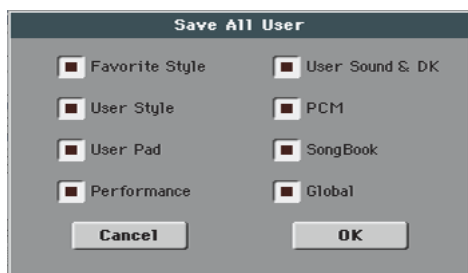 Save All User
Favorite Style
User Sound & DK
User Style
PCM
User Pad
SongBook
Performance
Global
Cancel
OK